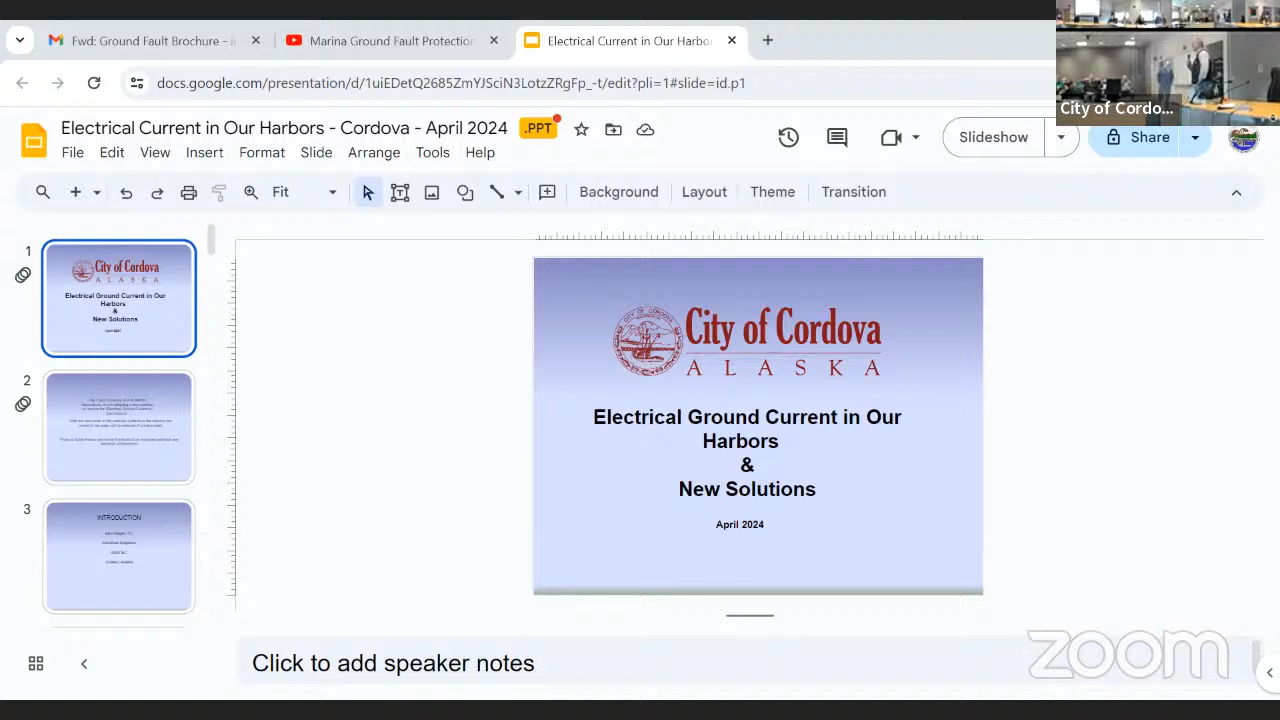 Fwd: Ground Fault Brochure - i
Marina Ground Fault
Electrical Current in Our Harbo
docs.google.com/presentation/d/1uiEDetQ2685ZmYJSciN3LotzZRgFp_-t/edit?pli=1#slide=id.p1
City of Cordo...
Electrical Current in Our Harbors - Cordova - April 2024
.PPT
Slideshow
Share
File Edit View Insert Format Slide Arrange Tools Help
Fit
Background
Layout
Theme
Transition
1
City of Cordova
ALASKA
Electrical Ground Current in Our
Harbors
&
New Solutions
April 2024
2
3
INTRODUCTION
City of Cordova
ALASKA
Electrical Ground Current in Our
Harbors
&
New Solutions
April 2024
Click to add speaker notes
zoom